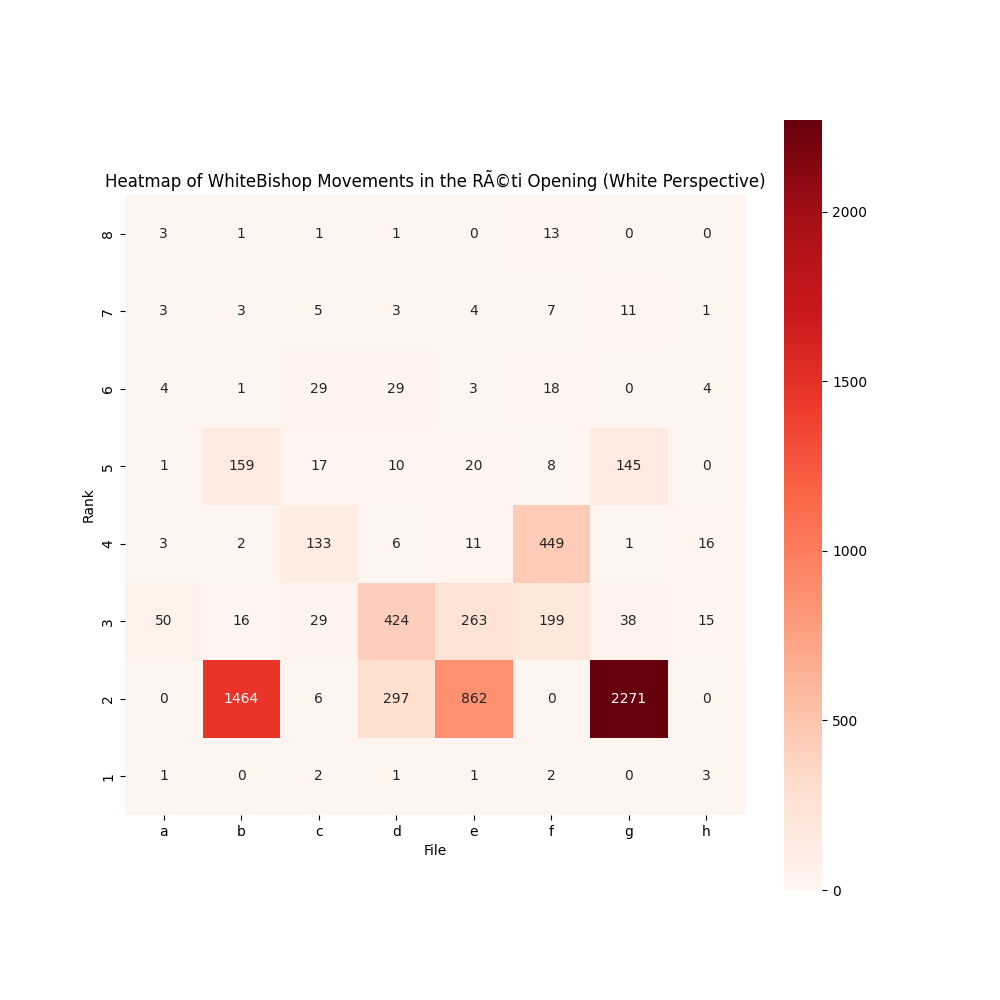 Heatmap of WhiteBishop Movements in the RÃ©ti Opening (White Perspective)
8 3 1 1 1 0 13 0 0
7 3 3 5 3 4 7 11 1
6 4 1 29 29 3 18 0 4
5 1 159 17 10 20 8 145 0
Rank
4 3 2 133 6 11 449 1 16
3 50 16 29 424 263 199 38 15
2 0 1464 6 297 862 0 2271 0
1 1 0 2 1 1 2 0 3
a b c d e f g h
File
2000
1500
1000
500
0